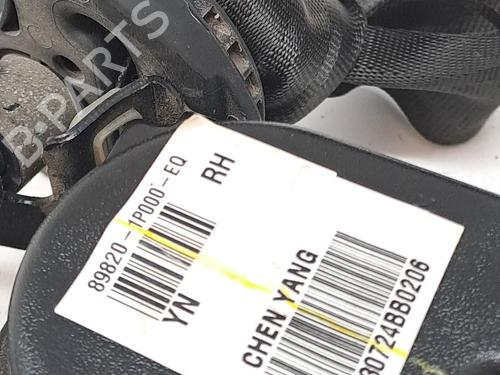 B-PARTS
89820-1P000-EQ
RH
YN
CHEN YANG
30724BB0206